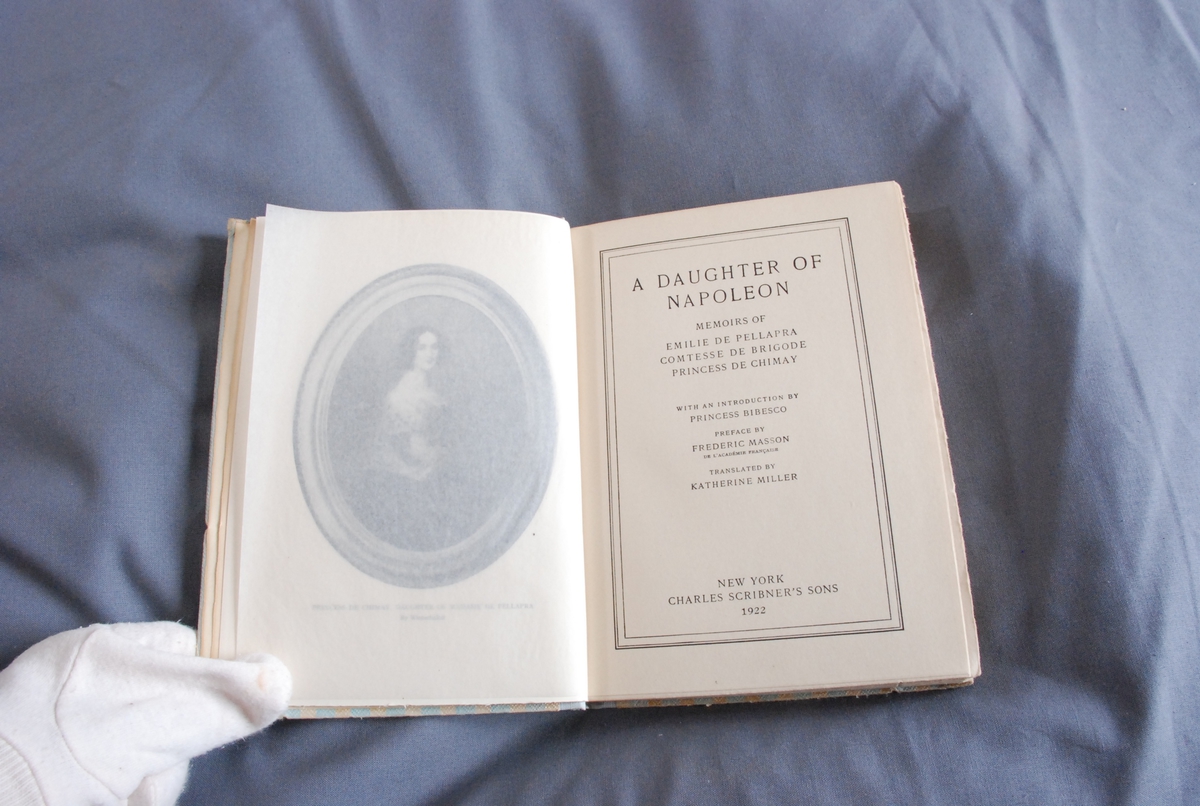 A DAUGHTER OF
NAPOLEON
MEMOIRS OF
EMILIE DE PELLAPRA
COMTESSE DE BRIGODE
PRINCESS DE CHIMAY
WITH AN INTRODUCTION BY
PRINCESS BIBESCO
PREFACE BY
FREDERIC MASSON
DE L'ACADÉMIE FRANÇAISE
TRANSLATED BY
KATHERINE MILLER
NEW YORK
CHARLES SCRIBNER'S SONS
1922